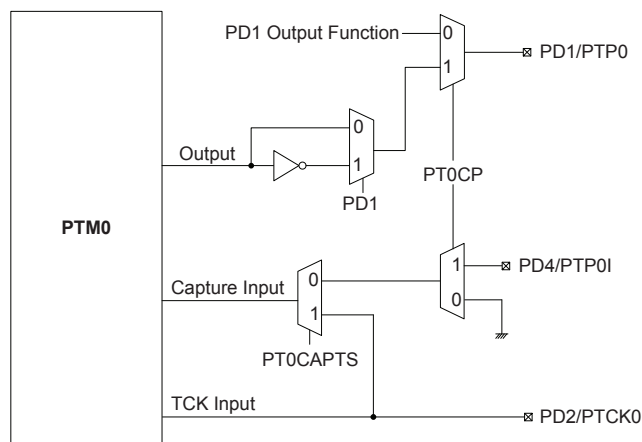 PD1 Output Function
0
1
PD1/PTP0
0
1
Output
PD1
PT0CP
PTM0
1
0
PD4/PTP0I
Capture Input
0
1
PT0CAPTS
TCK Input
PD2/PTCK0